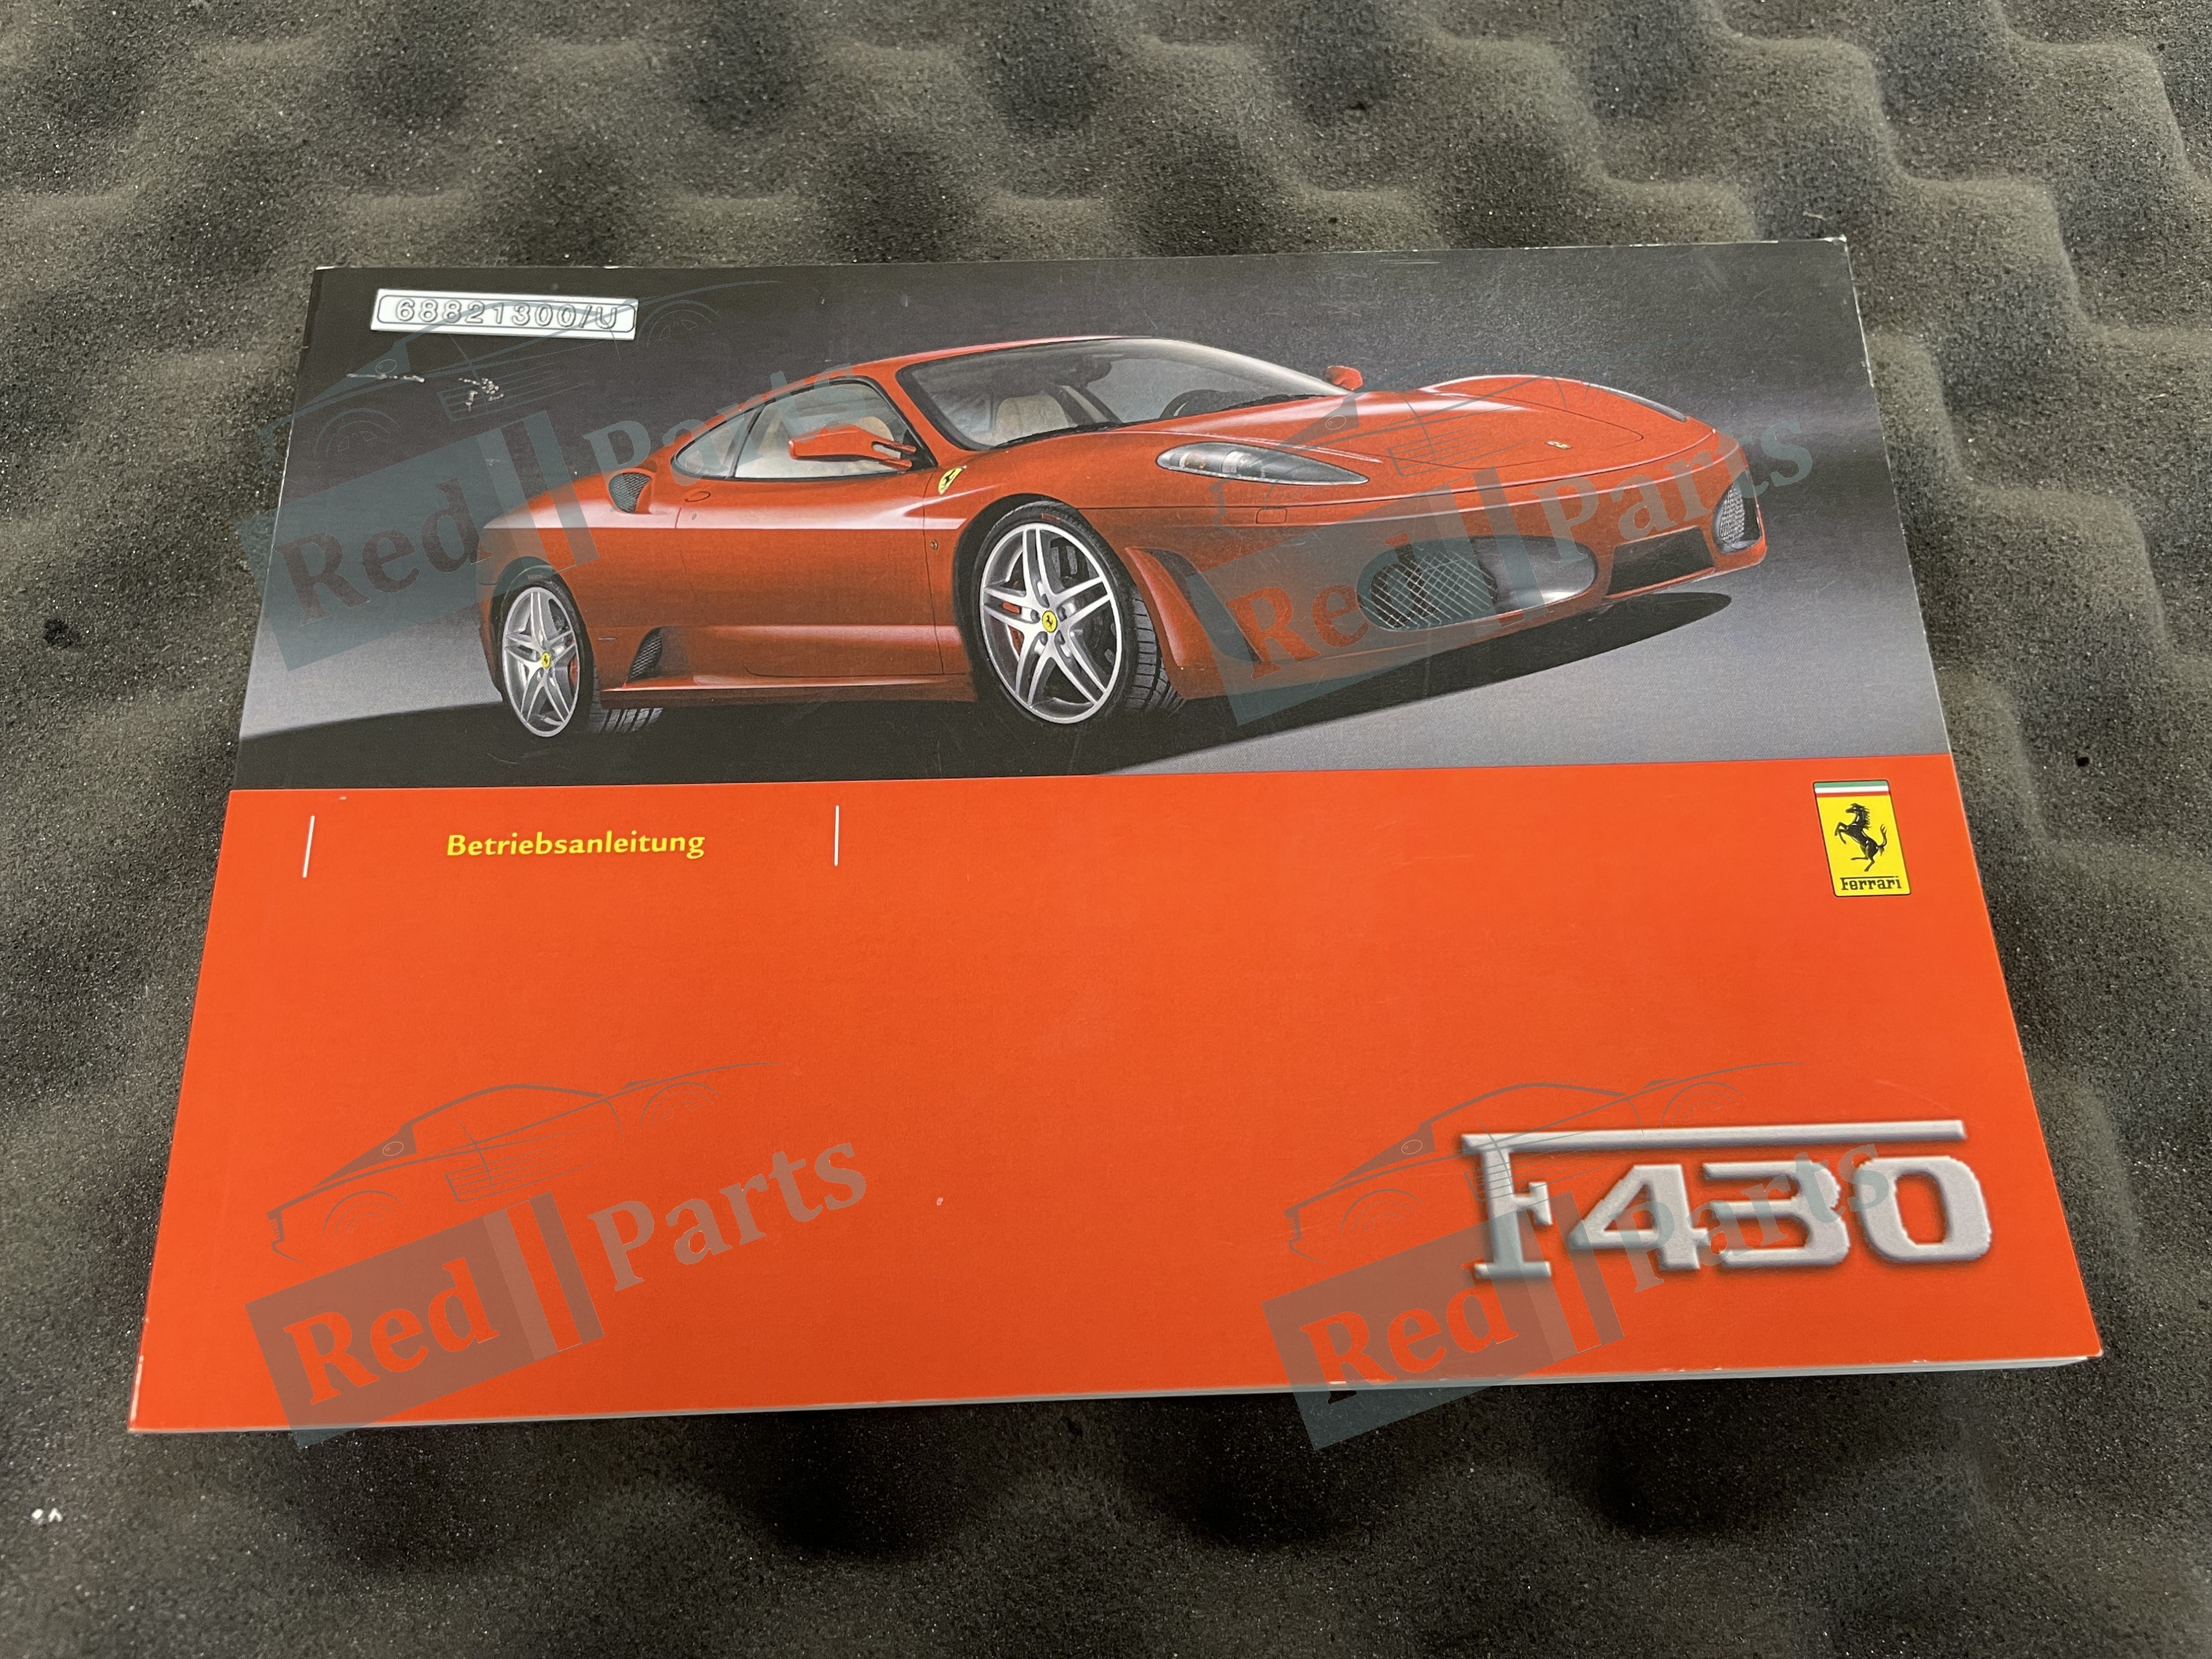 68821300/U
Red Parts
Red Parts
Betriebsanleitung
Ferrari
F430
Red Parts
Red Parts